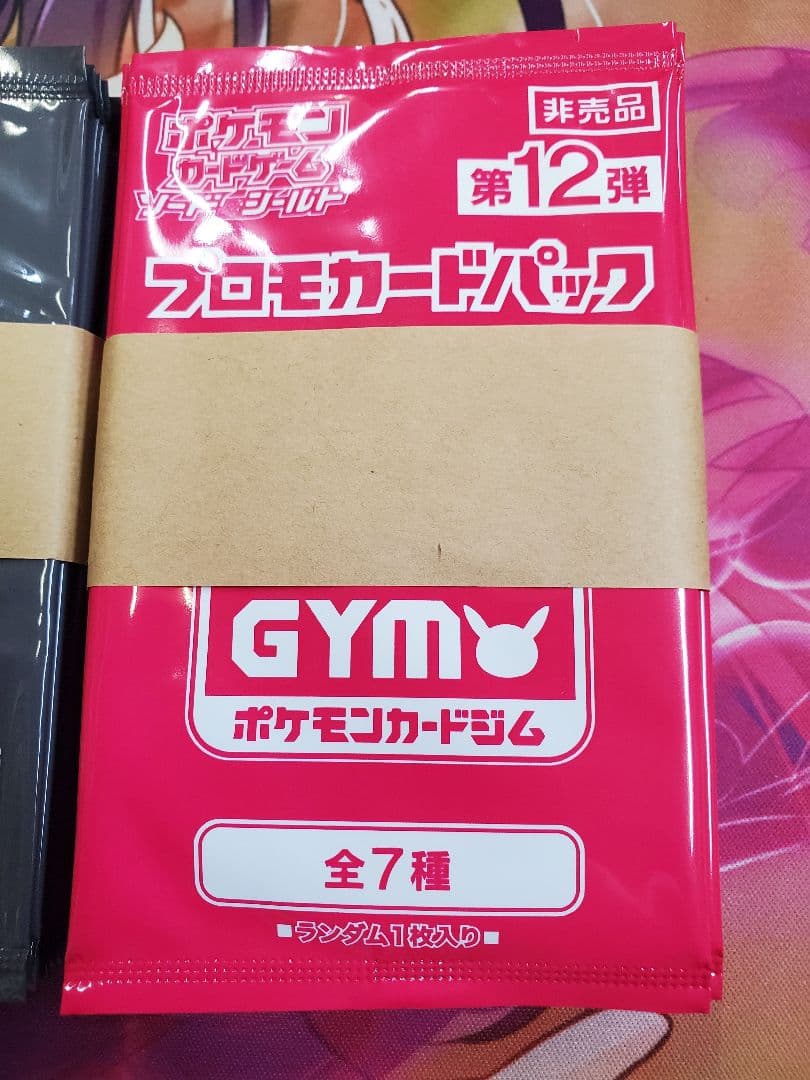 非売品
ポケモン
カードゲーム
ソード&シールド
第12弾
プロモカードパック
GYM
ポケモンカードジム
全7種
■ランダム1枚入り■